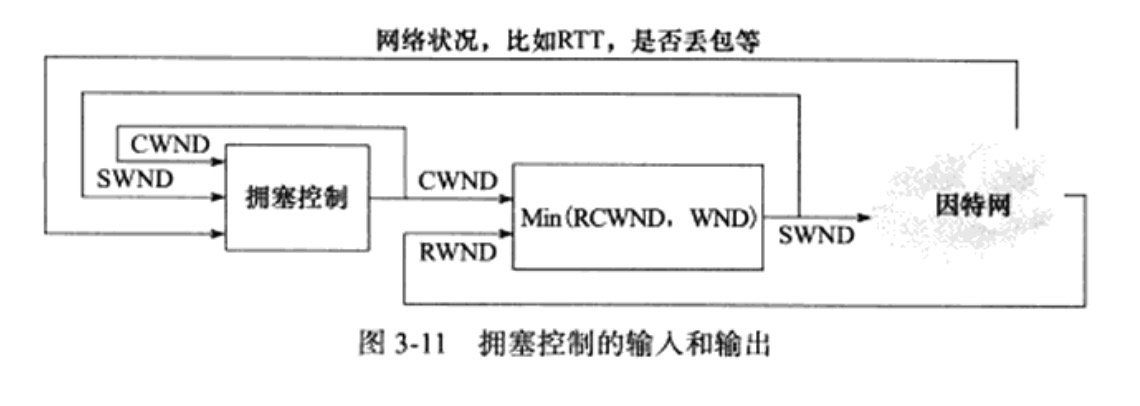 网络状况，比如RTT，是否丢包等
CWND
SWND
拥塞控制
CWND
RWND
Min(RCWND，WND)
SWND
因特网
图 3-11 拥塞控制的输入和输出